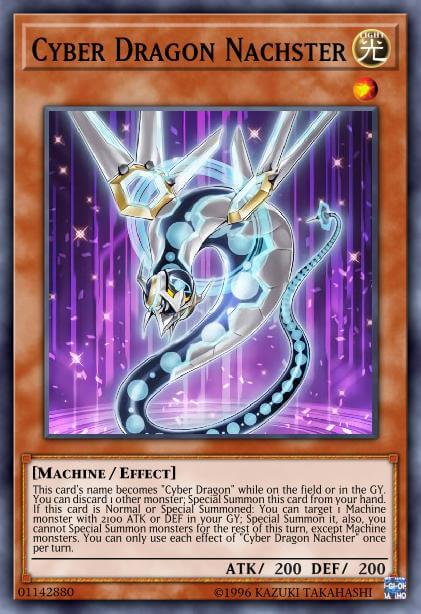 CYBER DRAGON NACHSTER
LIGHT
光
[MACHINE / EFFECT]
This card's name becomes "Cyber Dragon" while on the field or in the GY.
You can discard 1 other monster; Special Summon this card from your hand.
If this card is Normal or Special Summoned: You can target 1 Machine
monster with 2100 ATK or DEF in your GY; Special Summon it, also, you
cannot Special Summon monsters for the rest of this turn, except Machine
monsters. You can only use each effect of "Cyber Dragon Nachster" once
per turn.
ATK/ 200 DEF/ 200
01142880
©1996 KAZUKI TAKAHASHI